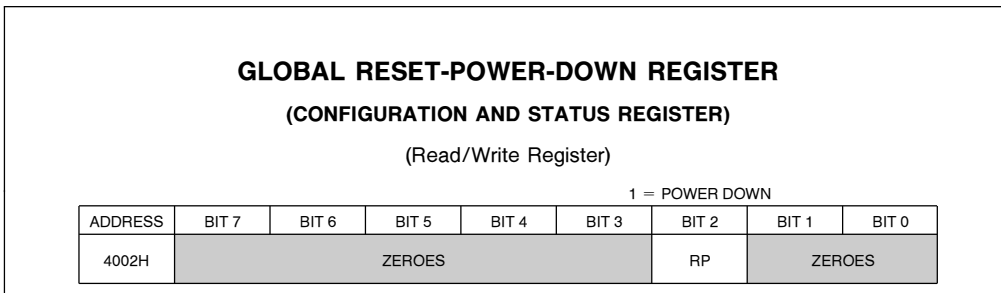 GLOBAL RESET-POWER-DOWN REGISTER
(CONFIGURATION AND STATUS REGISTER)
(Read/Write Register)
1 = POWER DOWN
ADDRESS BIT 7 BIT 6 BIT 5 BIT 4 BIT 3 BIT 2 BIT 1 BIT 0
4002H ZEROES RP ZEROES